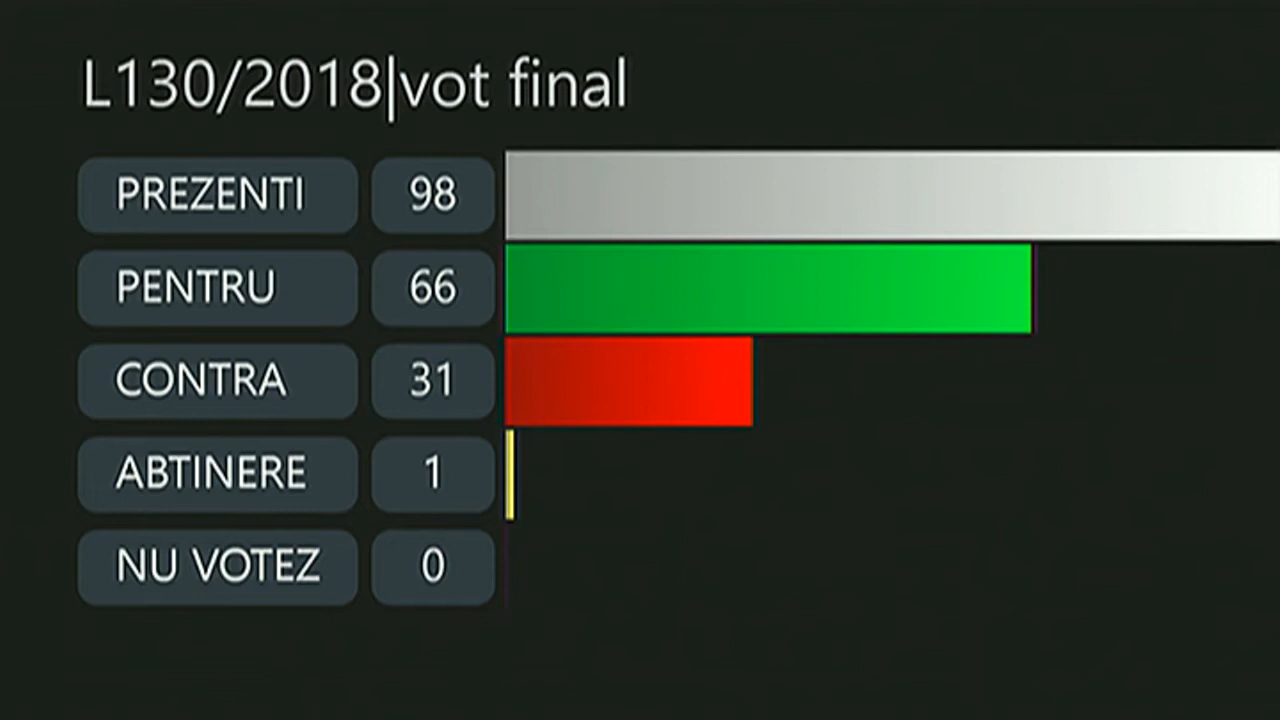 L130/2018|vot final
PREZENTI 98
PENTRU 66
CONTRA 31
ABTINERE 1
NU VOTEZ 0